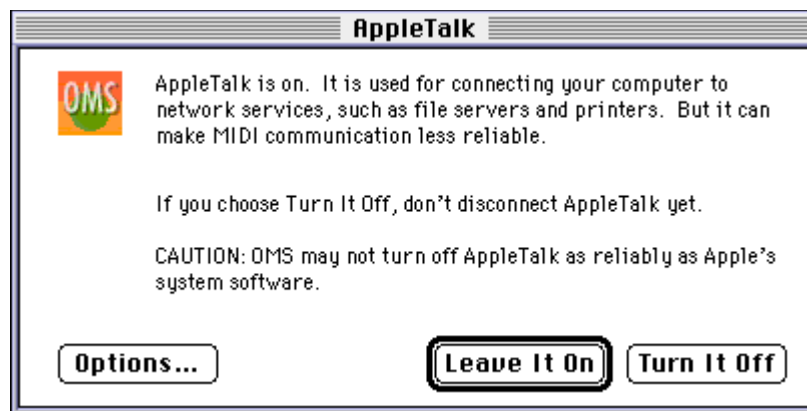 AppleTalk
OMS
AppleTalk is on.  It is used for connecting your computer to
network services, such as file servers and printers.  But it can
make MIDI communication less reliable.
If you choose Turn It Off, don't disconnect AppleTalk yet.
CAUTION: OMS may not turn off AppleTalk as reliably as Apple's
system software.
Options...
Leave It On
Turn It Off